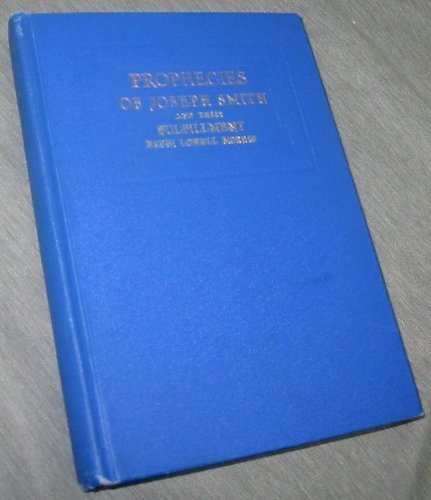 PROPHECIES
OF JOSEPH SMITH
AND THEIR
FULFILLMENT
NEPHI LOWELL MORRIS